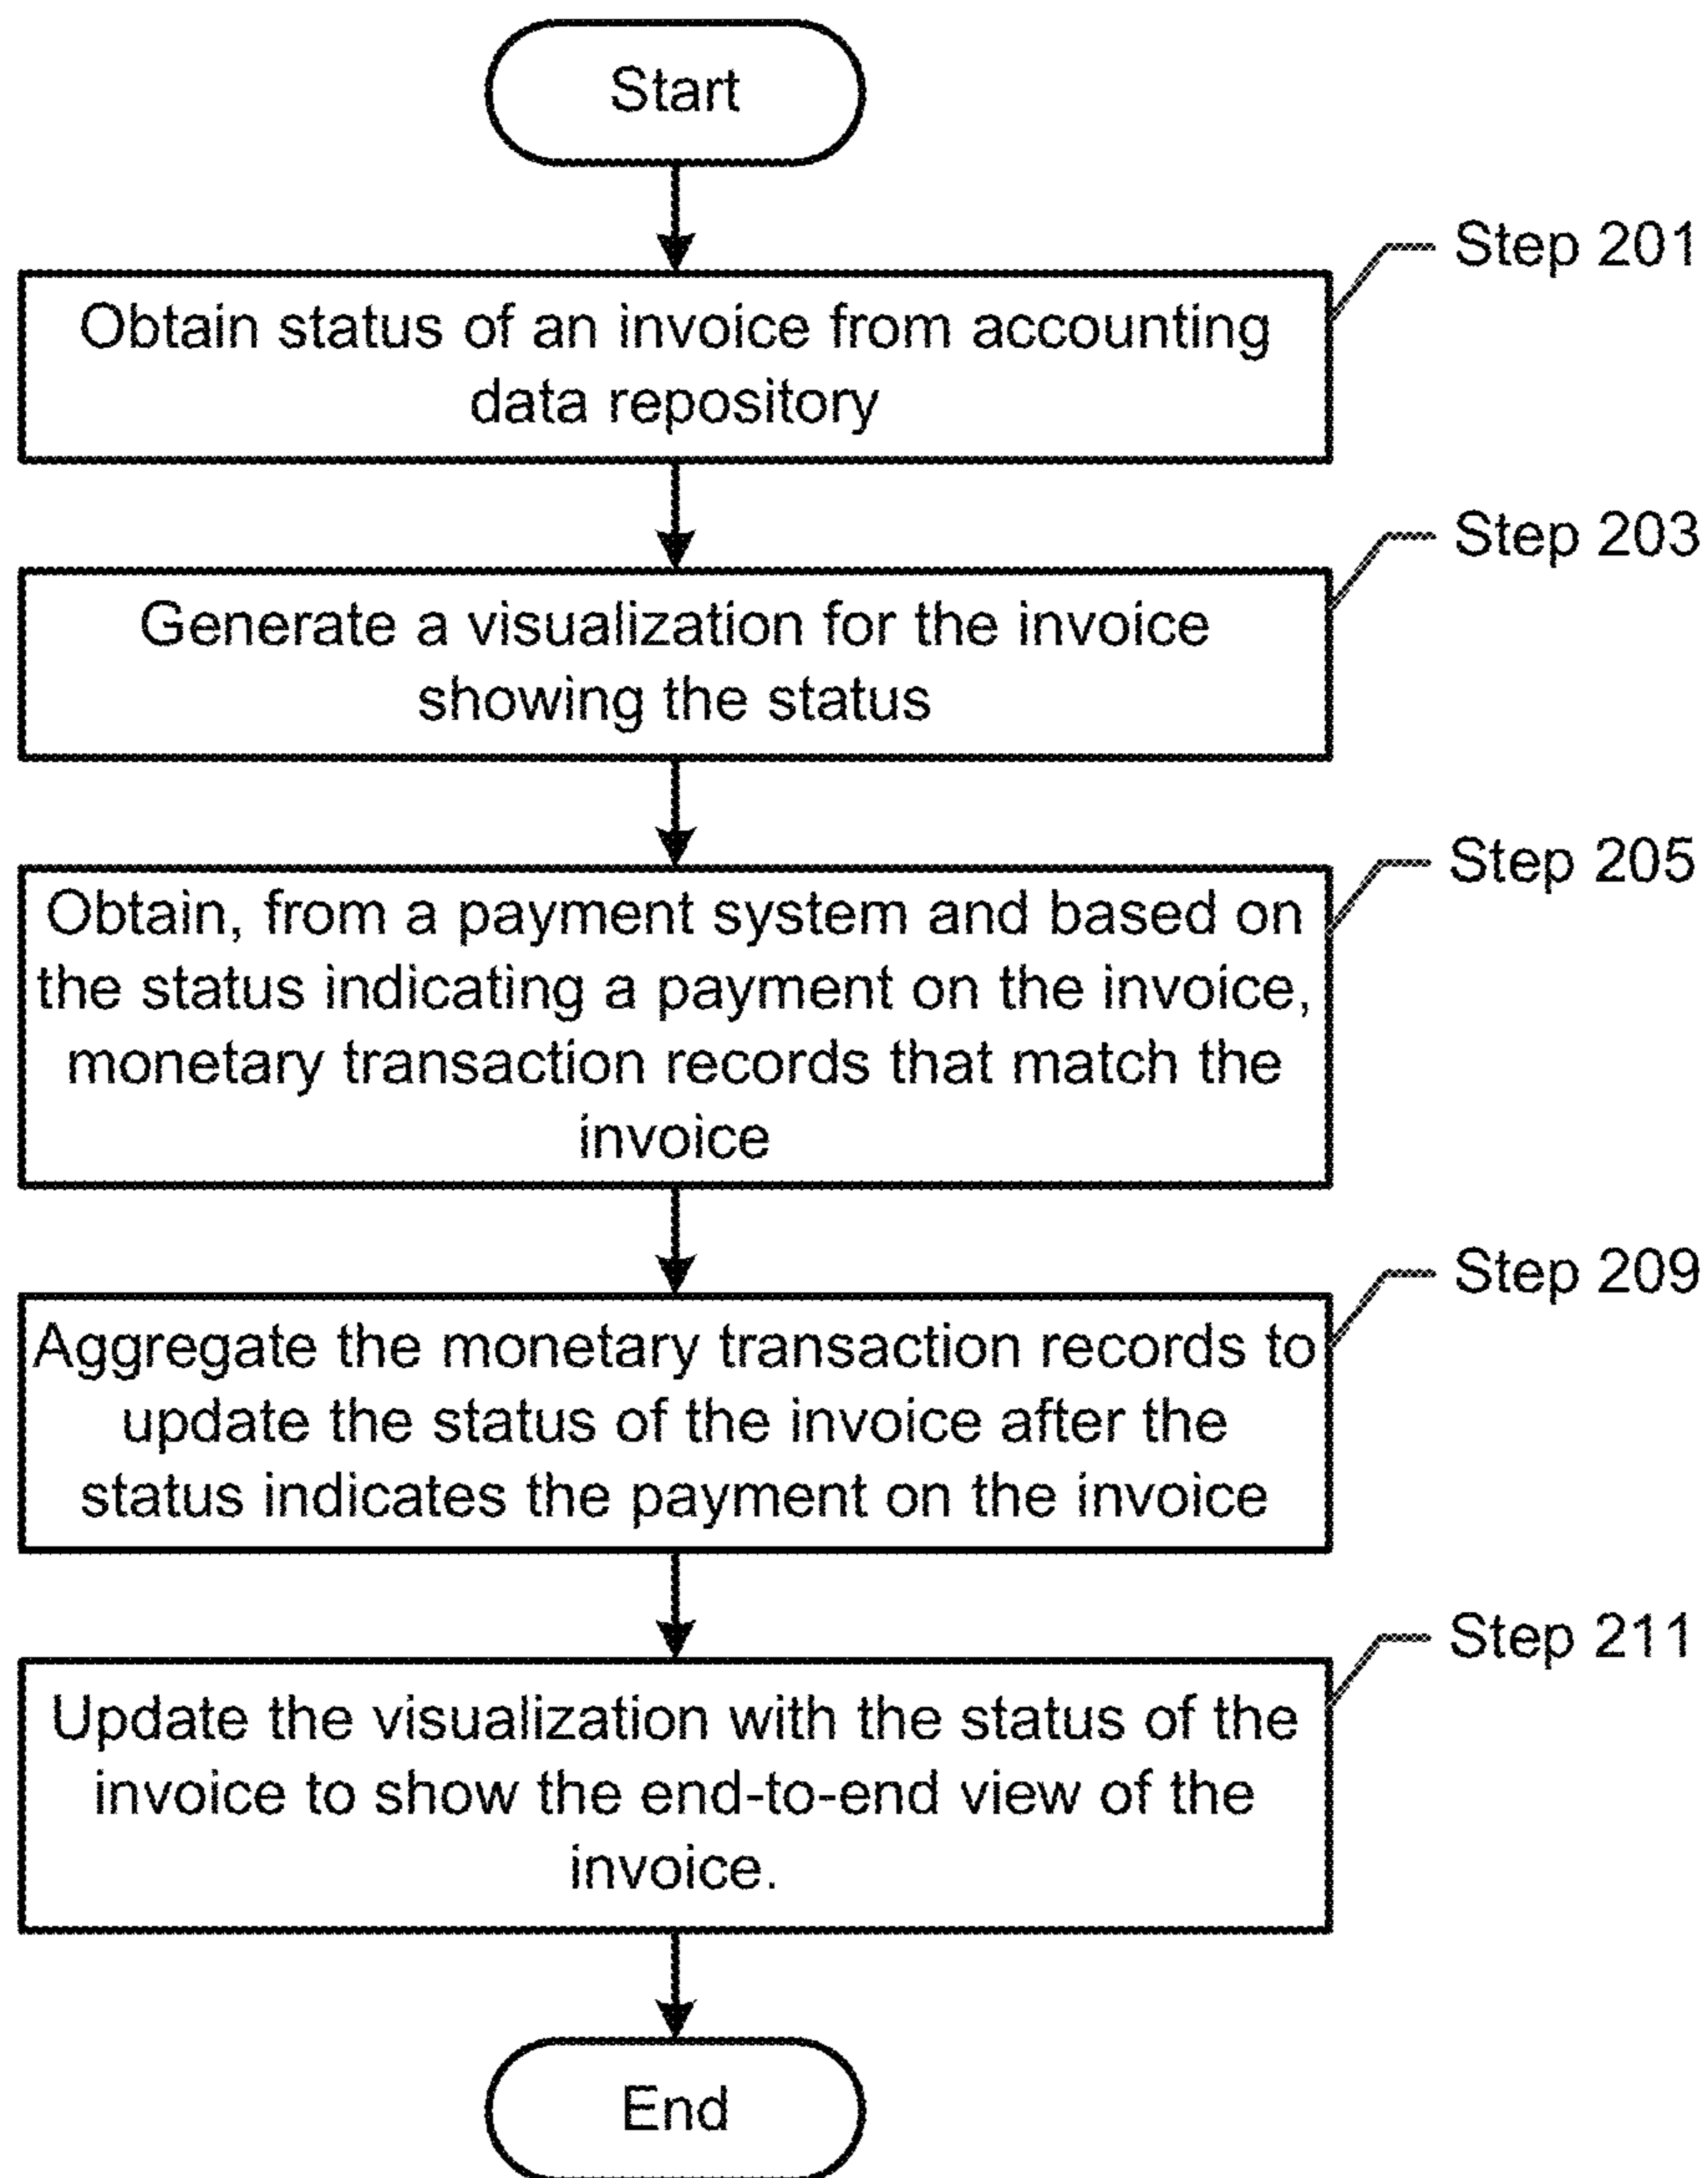 Start
Step 201
Obtain status of an invoice from accounting
data repository
Step 203
Generate a visualization for the invoice
showing the status
Step 205
Obtain, from a payment system and based on
the status indicating a payment on the invoice,
monetary transaction records that match the
invoice
Step 209
Aggregate the monetary transaction records to
update the status of the invoice after the
status indicates the payment on the invoice
Step 211
Update the visualization with the status of the
invoice to show the end-to-end view of the
invoice.
End